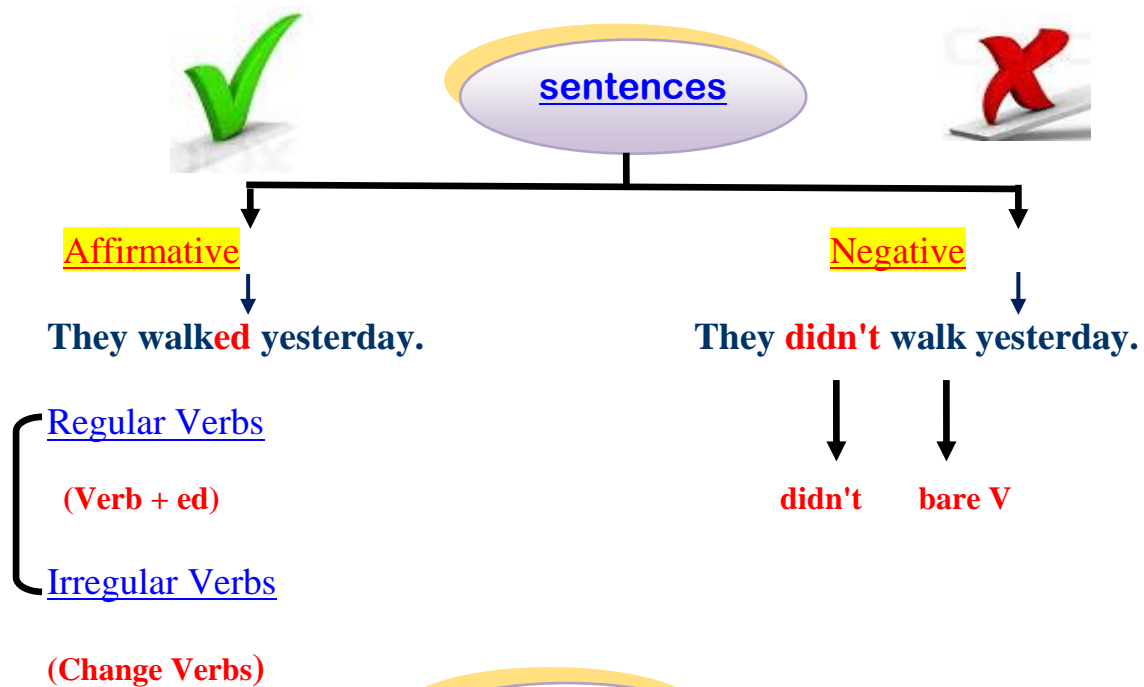 sentences
Affirmative
Negative
They walked yesterday.
They didn't walk yesterday.
Regular Verbs
(Verb + ed)
didn't
bare V
Irregular Verbs
(Change Verbs)